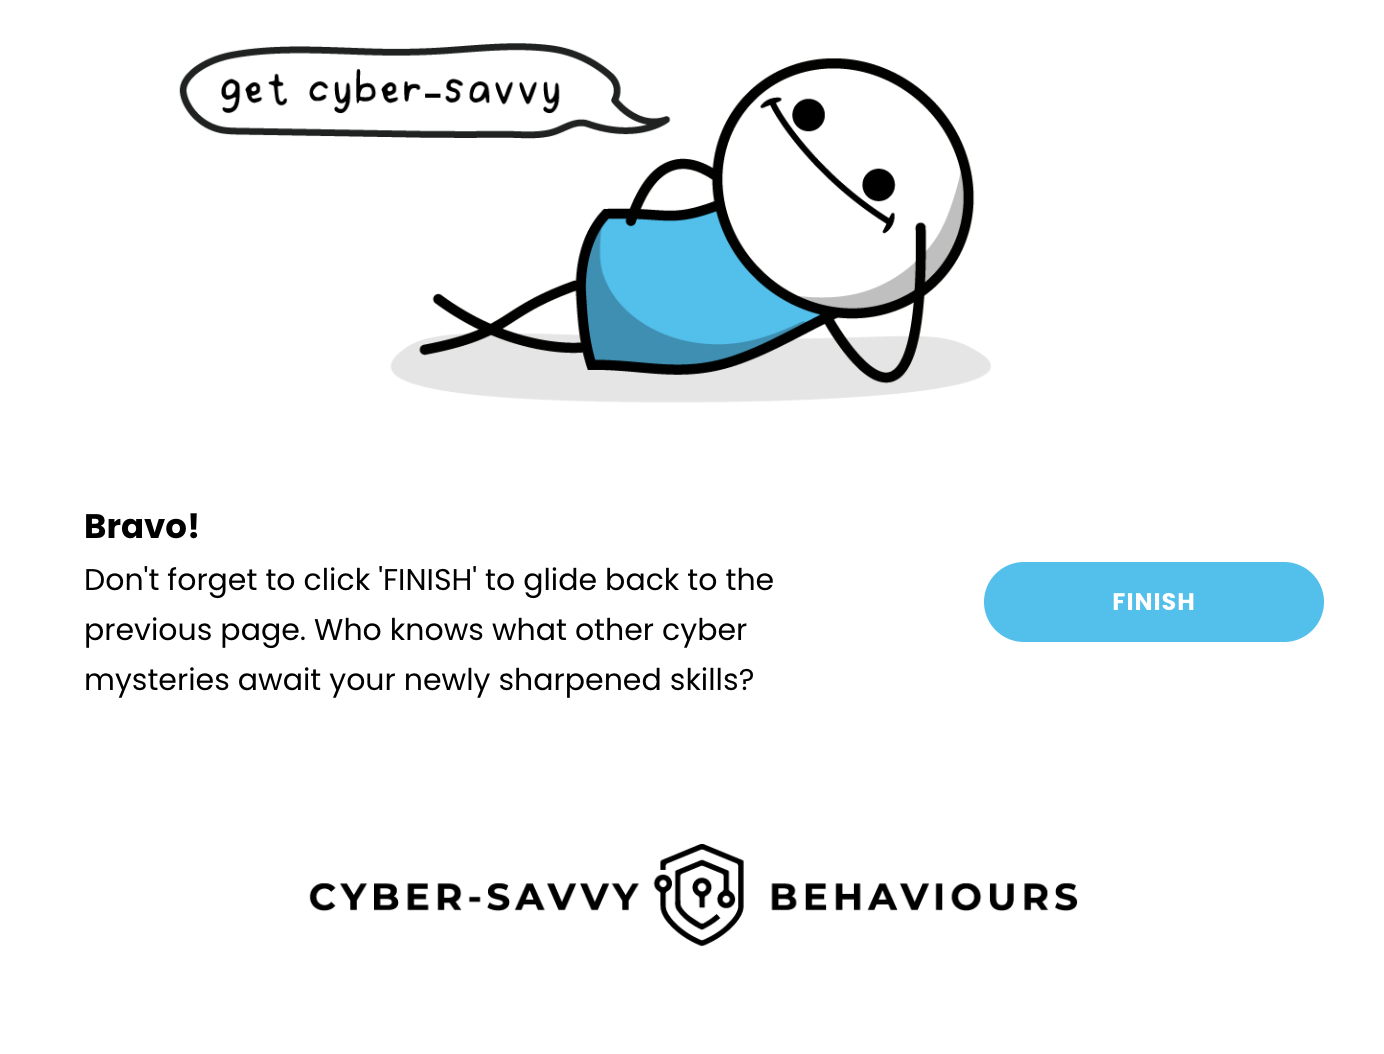 get cyber-savvy
Bravo!
Don't forget to click 'FINISH' to glide back to the
previous page. Who knows what other cyber
mysteries await your newly sharpened skills?
FINISH
CYBER-SAVVY BEHAVIOURS